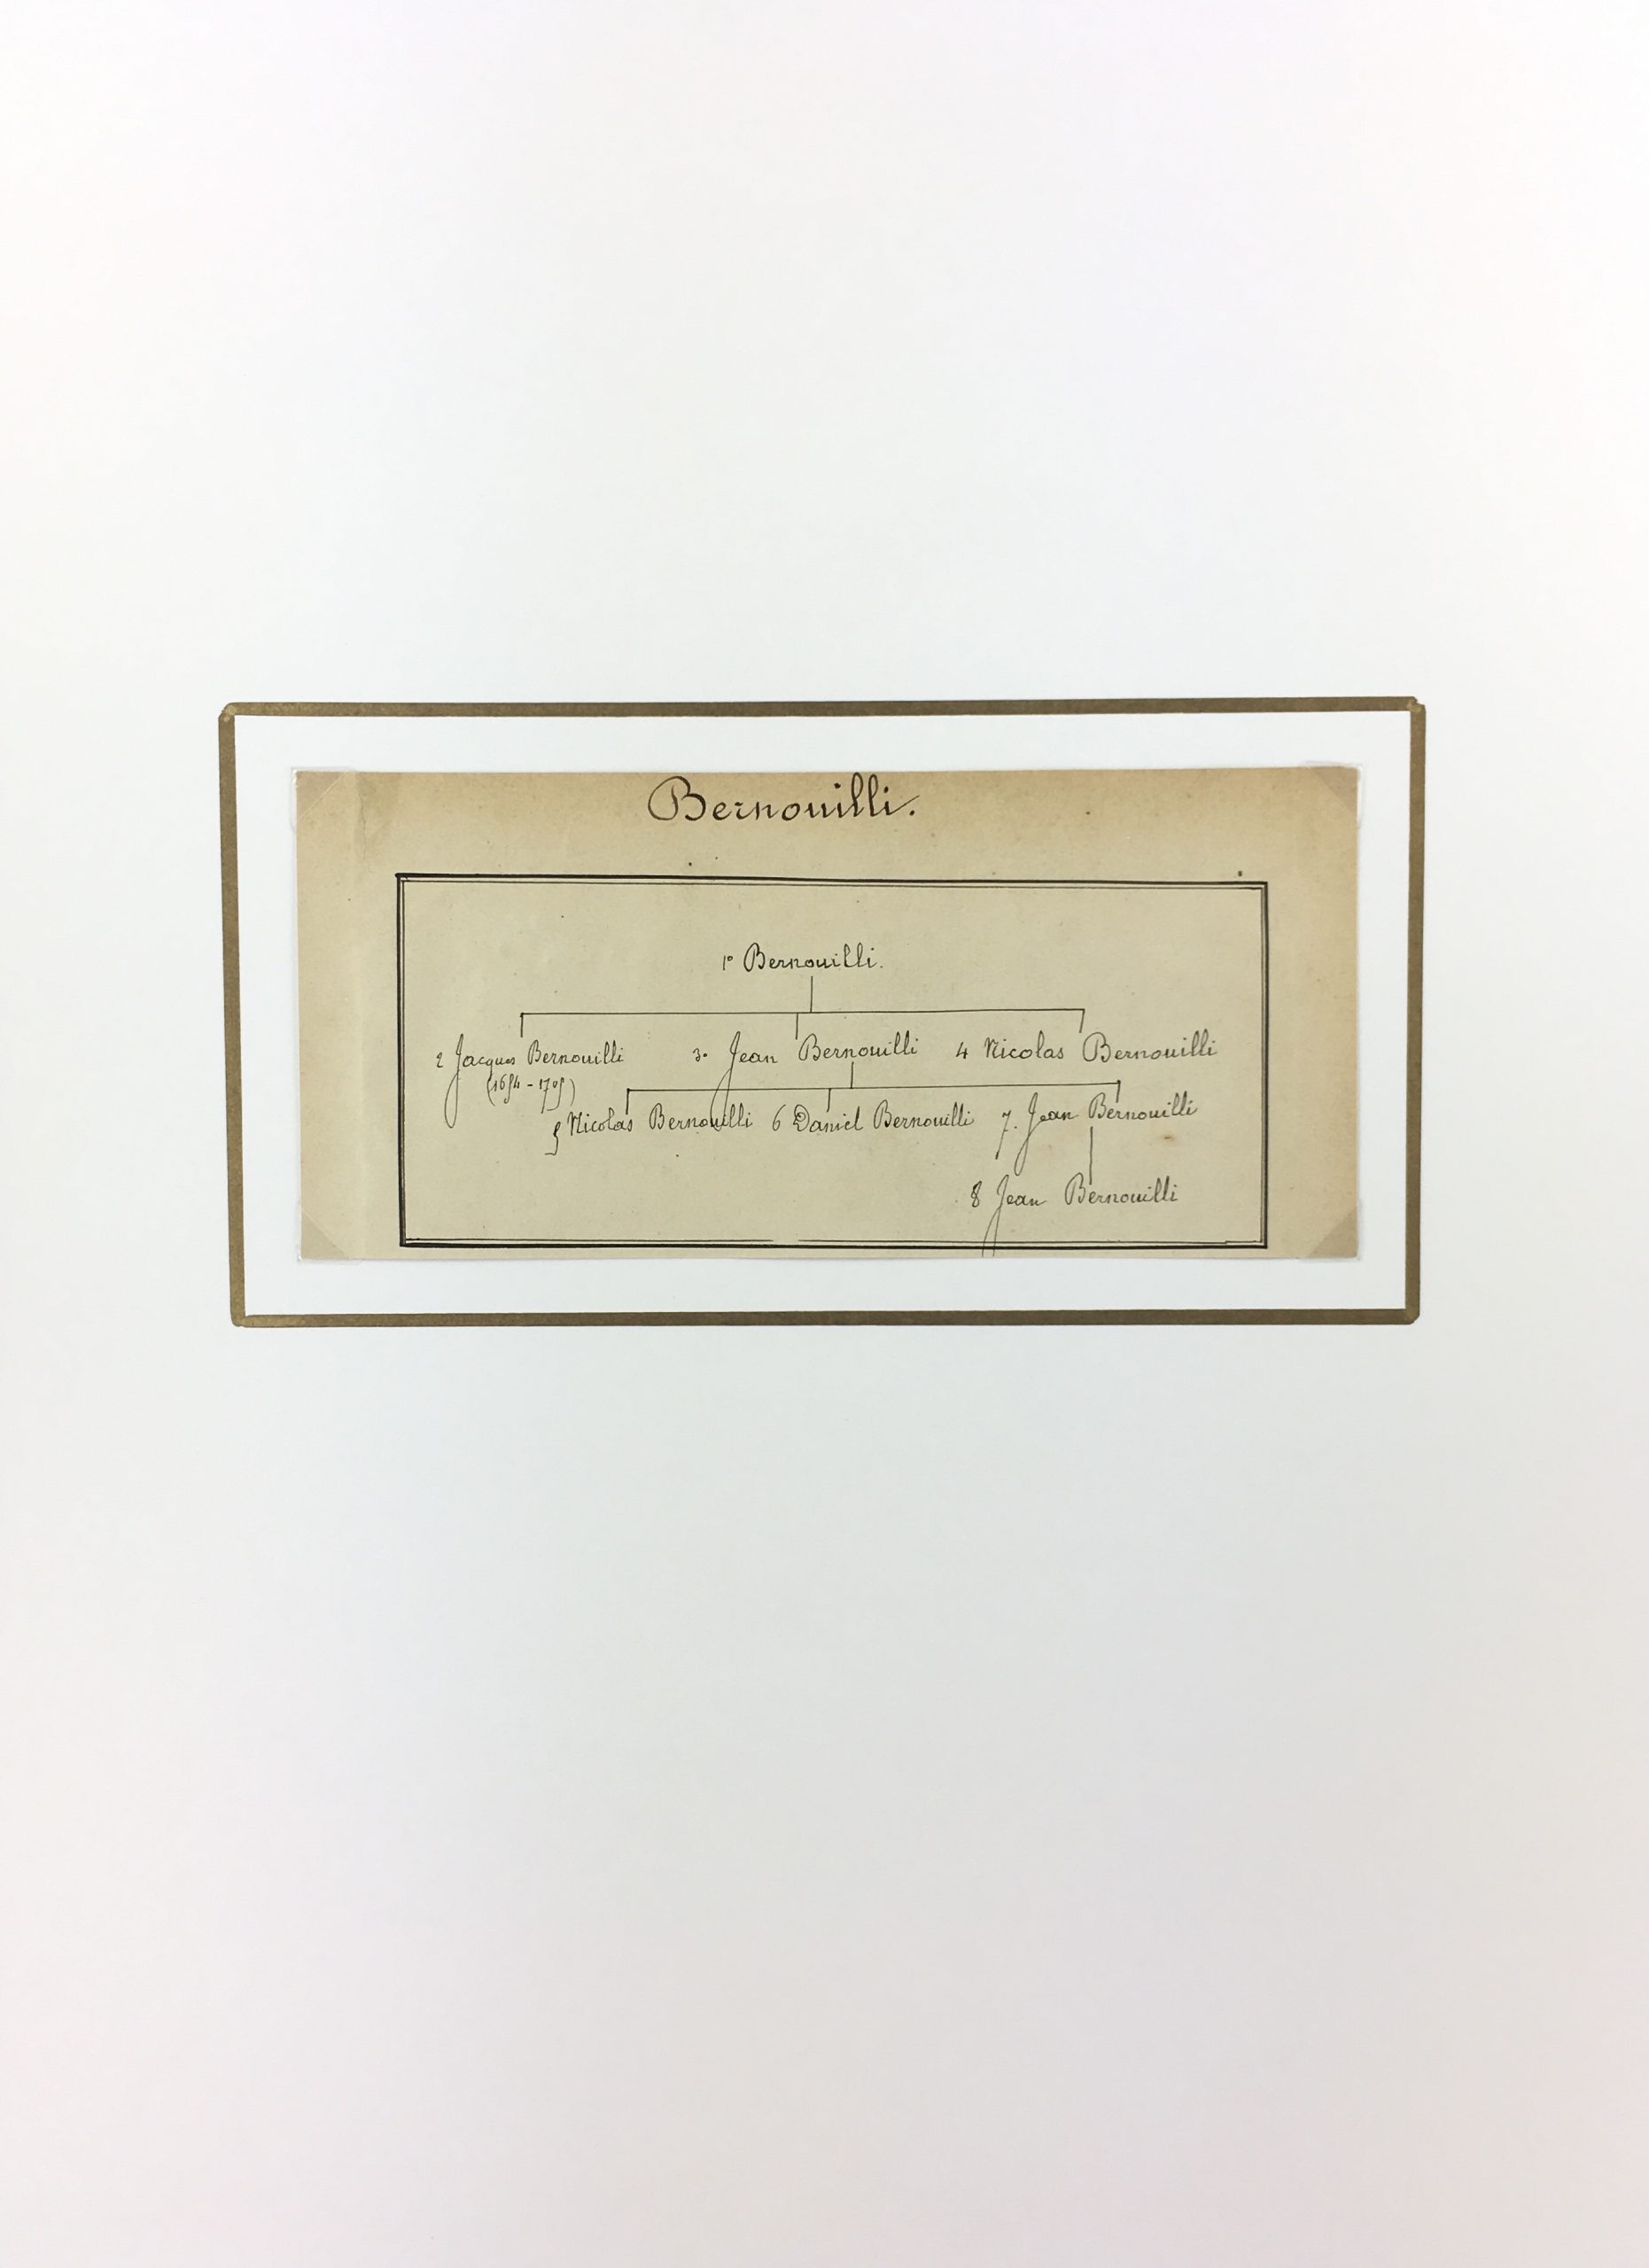 Bernouilli.
1º Bernouilli.
2 Jacques Bernouilli 3. Jean Bernouilli 4 Nicolas Bernouilli
(1654-1705)
5 Nicolas Bernouilli 6 Daniel Bernouilli 7. Jean Bernouilli
8 Jean Bernouilli